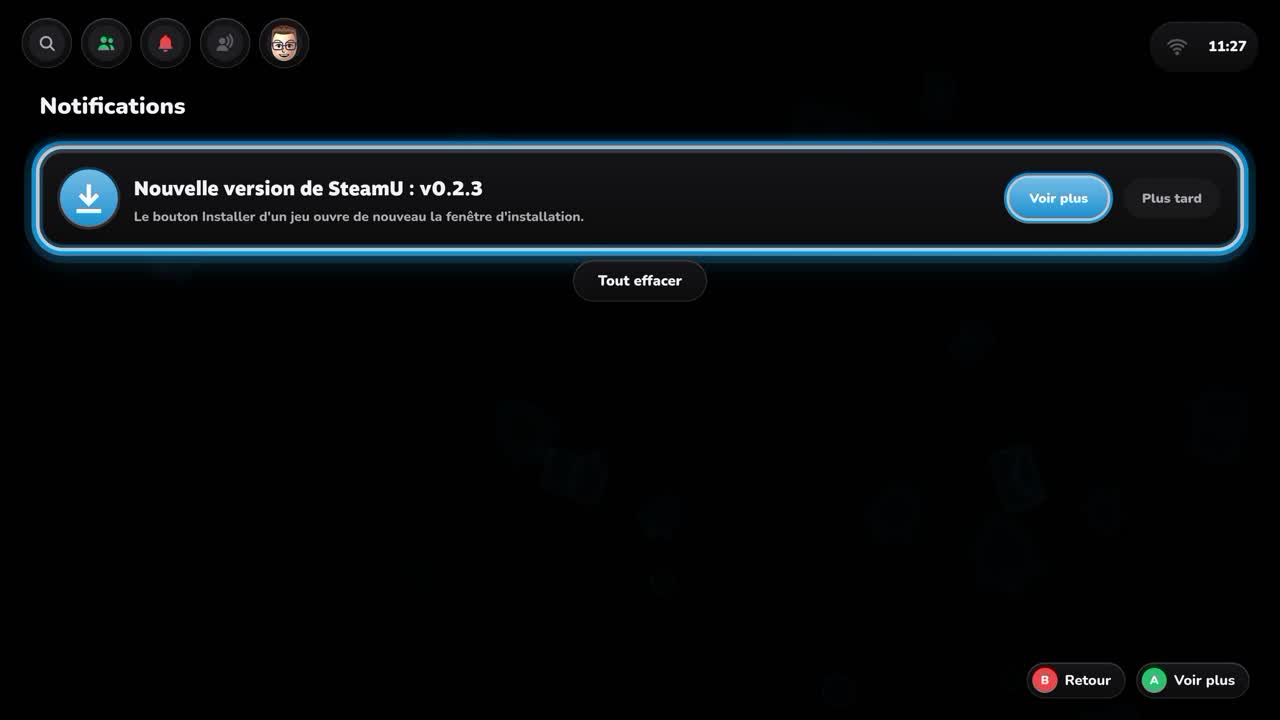 11:27
Notifications
Nouvelle version de SteamU : v0.2.3
Le bouton Installer d'un jeu ouvre de nouveau la fenêtre d'installation.
Voir plus
Plus tard
Tout effacer
B Retour
A Voir plus